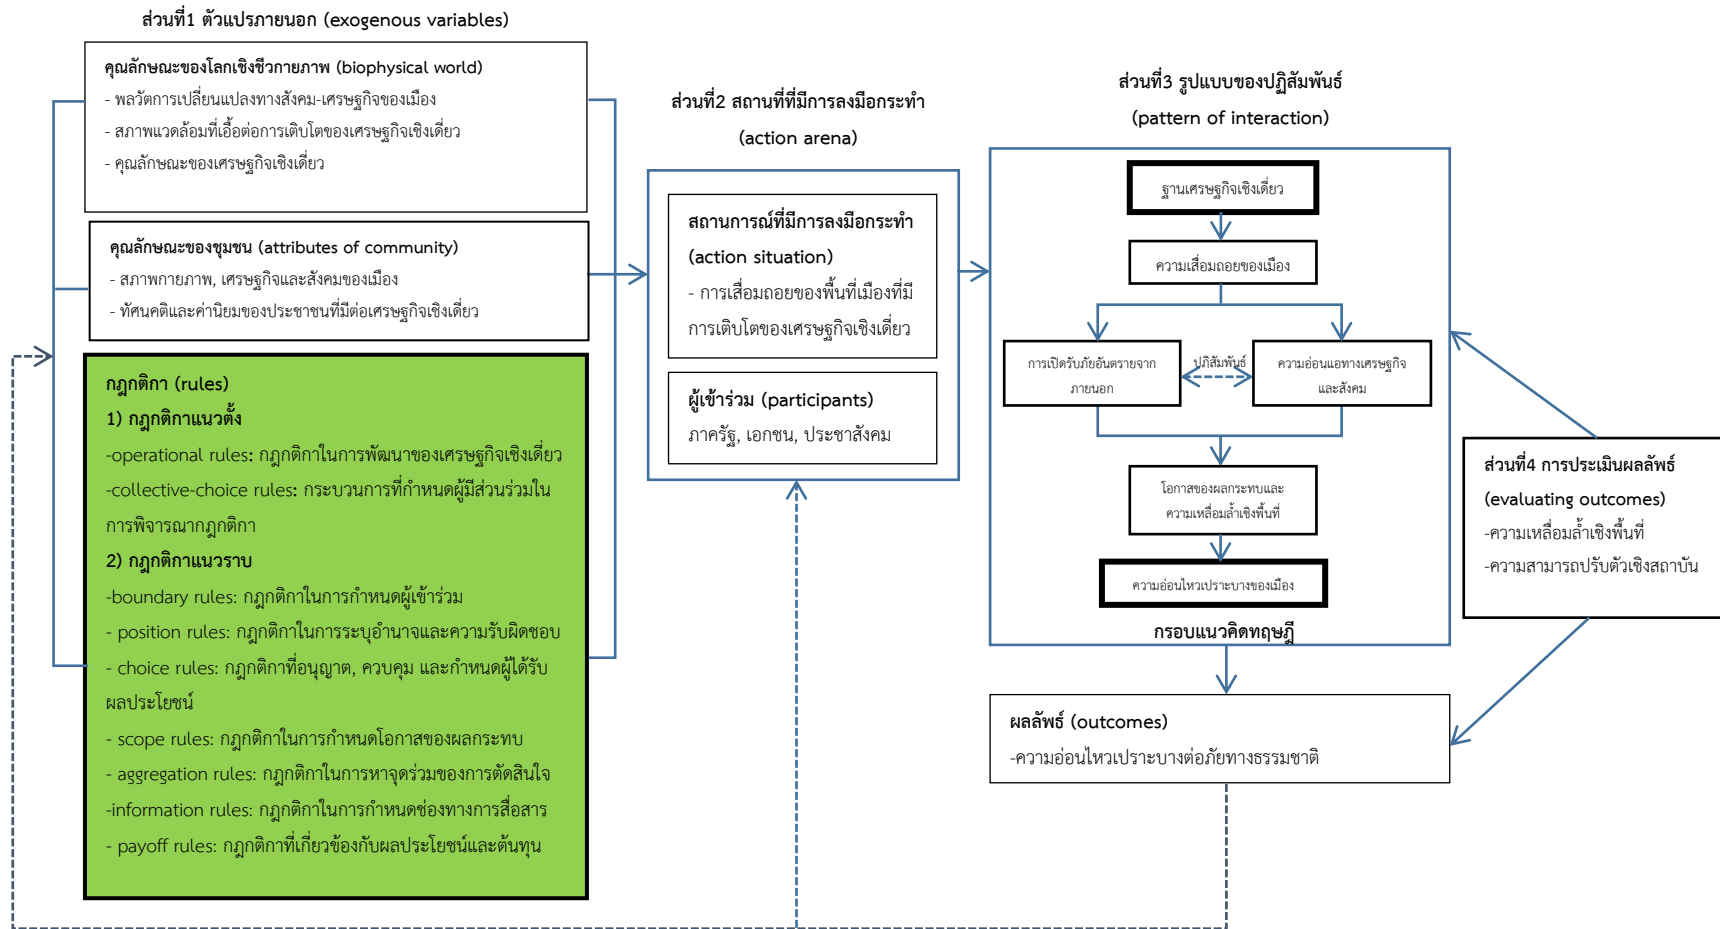 ส่วนที่1 ตัวแปรภายนอก (exogenous variables)
คุณลักษณะของโลกเชิงชีวกายภาพ (biophysical world)
- พลวัตการเปลี่ยนแปลงทางสังคม-เศรษฐกิจของเมือง
- สภาพแวดล้อมที่เอื้อต่อการเติบโตของเศรษฐกิจเชิงเดี่ยว
- คุณลักษณะของเศรษฐกิจเชิงเดี่ยว
คุณลักษณะของชุมชน (attributes of community)
- สภาพกายภาพ, เศรษฐกิจและสังคมของเมือง
- ทัศนคติและค่านิยมของประชาชนที่มีต่อเศรษฐกิจเชิงเดี่ยว
กฎกติกา (rules)
1) กฎกติกาแนวตั้ง
-operational rules: กฎกติกาในการพัฒนาของเศรษฐกิจเชิงเดี่ยว
-collective-choice rules: กระบวนการที่กำหนดผู้มีส่วนร่วมใน
การพิจารณากฎกติกา
2) กฎกติกาแนวราบ
-boundary rules: กฎกติกาในการกำหนดผู้เข้าร่วม
- position rules: กฎกติกาในการระบุอำนาจและความรับผิดชอบ
- choice rules: กฎกติกาที่อนุญาต, ควบคุม และกำหนดผู้ได้รับ
ผลประโยชน์
- scope rules: กฎกติกาในการกำหนดโอกาสของผลกระทบ
- aggregation rules: กฎกติกาในการหาจุดร่วมของการตัดสินใจ
-information rules: กฎกติกาในการกำหนดช่องทางการสื่อสาร
- payoff rules: กฎกติกาที่เกี่ยวข้องกับผลประโยชน์และต้นทุน
ส่วนที่2 สถานที่ที่มีการลงมือกระทำ
(action arena)
สถานการณ์ที่มีการลงมือกระทำ
(action situation)
- การเสื่อมถอยของพื้นที่เมืองที่มี
การเติบโตของเศรษฐกิจเชิงเดี่ยว
ผู้เข้าร่วม (participants)
ภาครัฐ, เอกชน, ประชาสังคม
ส่วนที่3 รูปแบบของปฏิสัมพันธ์
(pattern of interaction)
ฐานเศรษฐกิจเชิงเดี่ยว
ความเสื่อมถอยของเมือง
การเปิดรับภัยอันตรายจาก
ภายนอก
ปฏิสัมพันธ์
ความอ่อนแอทางเศรษฐกิจ
และสังคม
โอกาสของผลกระทบและ
ความเหลื่อมล้ำเชิงพื้นที่
ความอ่อนไหวเปราะบางของเมือง
กรอบแนวคิดทฤษฎี
ผลลัพธ์ (outcomes)
-ความอ่อนไหวเปราะบางต่อภัยทางธรรมชาติ
ส่วนที่4 การประเมินผลลัพธ์
(evaluating outcomes)
-ความเหลื่อมล้ำเชิงพื้นที่
-ความสามารถปรับตัวเชิงสถาบัน